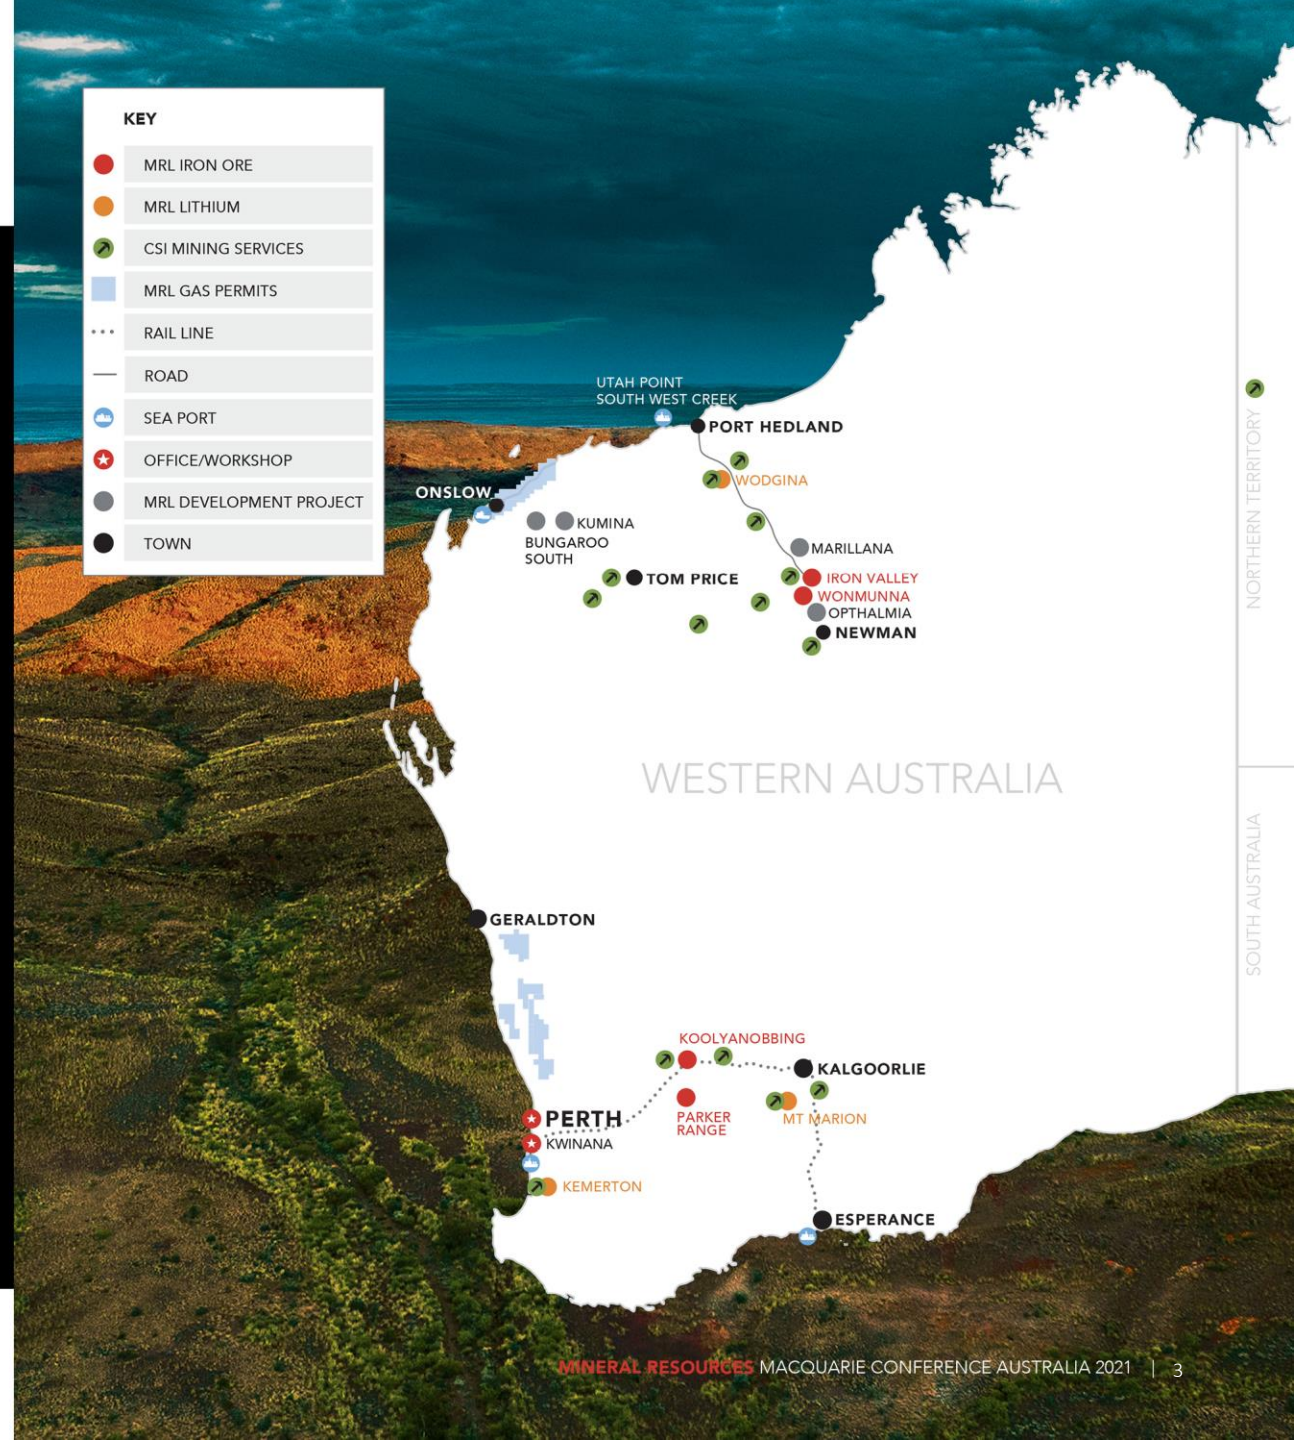 KEY
MRL IRON ORE
MRL LITHIUM
CSI MINING SERVICES
MRL GAS PERMITS
RAIL LINE
ROAD
SEA PORT
OFFICE/WORKSHOP
MRL DEVELOPMENT PROJECT
TOWN
UTAH POINT
SOUTH WEST CREEK
PORT HEDLAND
WODGINA
ONSLOW
KUMINA
BUNGAROO
SOUTH
MARILLANA
TOM PRICE
IRON VALLEY
WONMUNNA
OPTHALMIA
NEWMAN
NORTHERN TERRITORY
WESTERN AUSTRALIA
SOUTH AUSTRALIA
GERALDTON
KOOLYANOBBING
KALGOORLIE
PERTH
PARKER
RANGE
MT MARION
KWINANA
KEMERTON
ESPERANCE
MINERAL RESOURCES MACQUARIE CONFERENCE AUSTRALIA 2021 | 3